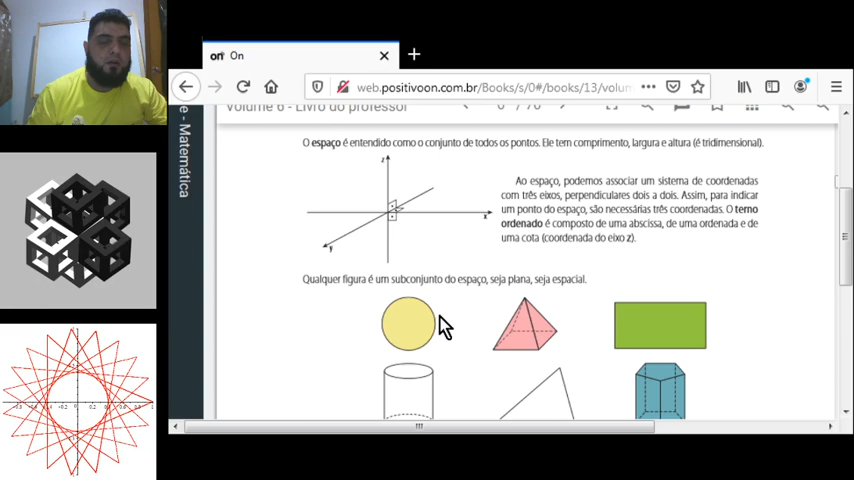 on On
web.positivoon.com.br/Books/s/0#/books/13/volum
Volume 6 - Livro do professor
e - Matemática
O espaço é entendido como o conjunto de todos os pontos. Ele tem comprimento, largura e altura (é tridimensional).
z
x
y
Ao espaço, podemos associar um sistema de coordenadas
com três eixos, perpendiculares dois a dois. Assim, para indicar
um ponto do espaço, são necessárias três coordenadas. O terno
ordenado é composto de uma abscissa, de uma ordenada e de
uma cota (coordenada do eixo z).
Qualquer figura é um subconjunto do espaço, seja plana, seja espacial.